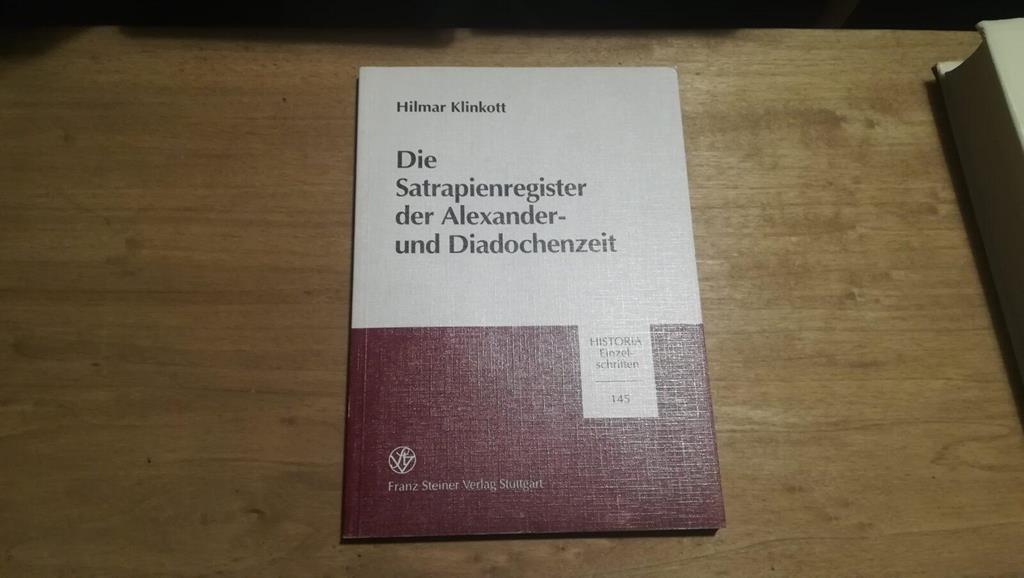 Hilmar Klinkott
Die
Satrapienregister
der Alexander-
und Diadochenzeit
HISTORIA
Einzel-
schriften
145
Franz Steiner Verlag Stuttgart